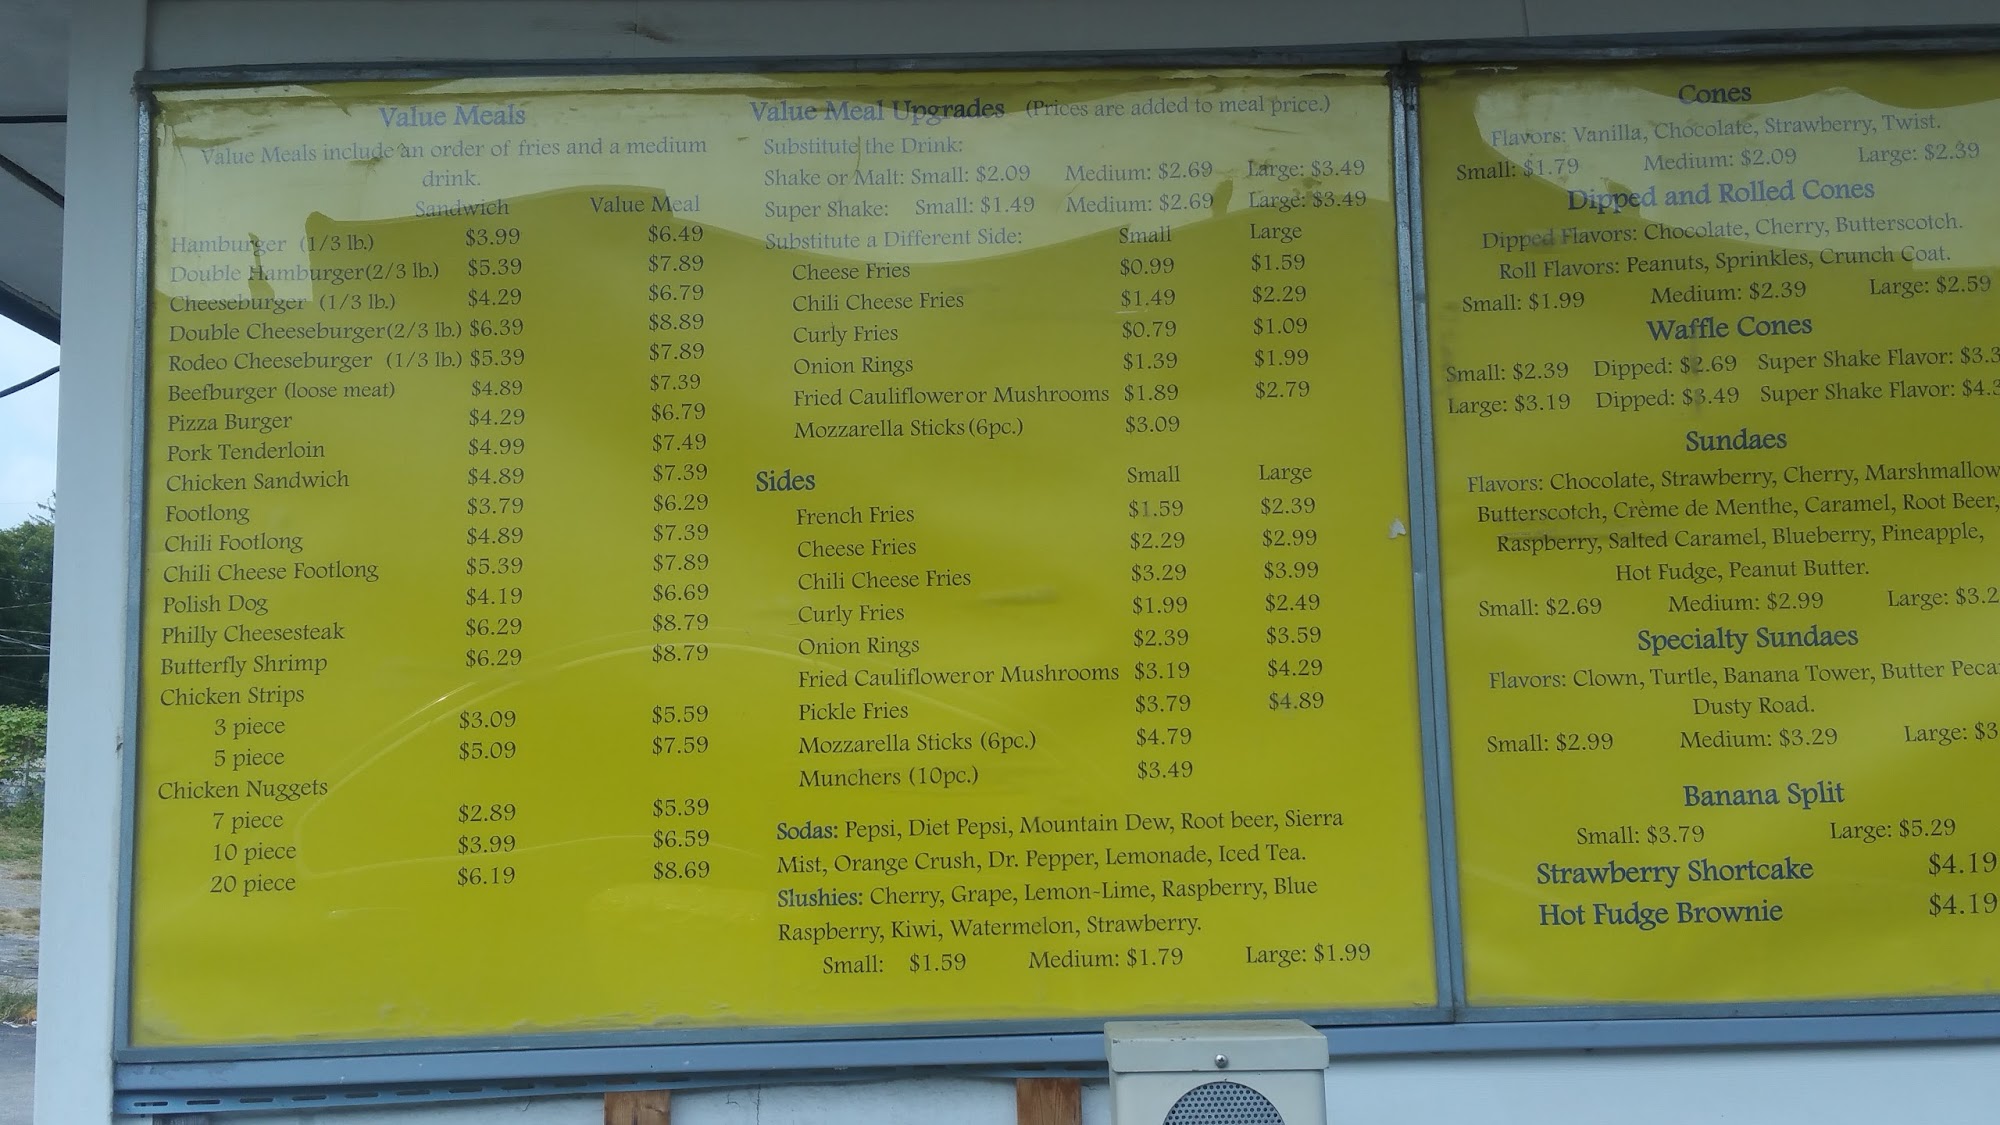 Value Meals
Value Meals include an order of fries and a medium
drink.
Sandwich Value Meal
Hamburger (1/3 lb.) $3.99 $6.49
Double Hamburger(2/3 lb.) $5.39 $7.89
Cheeseburger (1/3 lb.) $4.29 $6.79
Double Cheeseburger(2/3 lb.) $6.39 $8.89
Rodeo Cheeseburger (1/3 lb.) $5.39 $7.89
Beefburger (loose meat) $4.89 $7.39
Pizza Burger $4.29 $6.79
Pork Tenderloin $4.99 $7.49
Chicken Sandwich $4.89 $7.39
Footlong $3.79 $6.29
Chili Footlong $4.89 $7.39
Chili Cheese Footlong $5.39 $7.89
Polish Dog $4.19 $6.69
Philly Cheesesteak $6.29 $8.79
Butterfly Shrimp $6.29 $8.79
Chicken Strips
3 piece $3.09 $5.59
5 piece $5.09 $7.59
Chicken Nuggets
7 piece $2.89 $5.39
10 piece $3.99 $6.59
20 piece $6.19 $8.69
Value Meal Upgrades (Prices are added to meal price.)
Substitute the Drink:
Shake or Malt: Small: $2.09 Medium: $2.69 Large: $3.49
Super Shake: Small: $1.49 Medium: $2.69 Large: $3.49
Substitute a Different Side: Small Large
Cheese Fries $0.99 $1.59
Chili Cheese Fries $1.49 $2.29
Curly Fries $0.79 $1.09
Onion Rings $1.39 $1.99
Fried Cauliflower or Mushrooms $1.89 $2.79
Mozzarella Sticks (6pc.) $3.09
Sides Small Large
French Fries $1.59 $2.39
Cheese Fries $2.29 $2.99
Chili Cheese Fries $3.29 $3.99
Curly Fries $1.99 $2.49
Onion Rings $2.39 $3.59
Fried Cauliflower or Mushrooms $3.19 $4.29
Pickle Fries $3.79 $4.89
Mozzarella Sticks (6pc.) $4.79
Munchers (10pc.) $3.49
Sodas: Pepsi, Diet Pepsi, Mountain Dew, Root beer, Sierra
Mist, Orange Crush, Dr. Pepper, Lemonade, Iced Tea.
Slushies: Cherry, Grape, Lemon-Lime, Raspberry, Blue
Raspberry, Kiwi, Watermelon, Strawberry.
Small: $1.59 Medium: $1.79 Large: $1.99
Cones
Flavors: Vanilla, Chocolate, Strawberry, Twist.
Small: $1.79 Medium: $2.09 Large: $2.39
Dipped and Rolled Cones
Dipped Flavors: Chocolate, Cherry, Butterscotch.
Roll Flavors: Peanuts, Sprinkles, Crunch Coat.
Small: $1.99 Medium: $2.39 Large: $2.59
Waffle Cones
Small: $2.39 Dipped: $2.69 Super Shake Flavor:
Large: $3.19 Dipped: $3.49 Super Shake Flavor:
Sundaes
Flavors: Chocolate, Strawberry, Cherry, Marshmallow
Butterscotch, Crème de Menthe, Caramel, Root Beer,
Raspberry, Salted Caramel, Blueberry, Pineapple,
Hot Fudge, Peanut Butter.
Small: $2.69 Medium: $2.99 Large:
Specialty Sundaes
Flavors: Clown, Turtle, Banana Tower, Butter
Dusty Road.
Small: $2.99 Medium: $3.29 Large:
Banana Split
Small: $3.79 Large: $5.29
Strawberry Shortcake $4.19
Hot Fudge Brownie $4.19